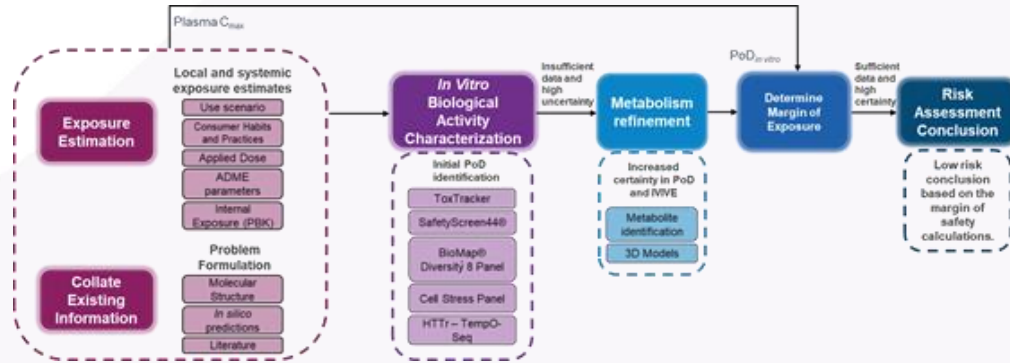 Plasma Cmax
Local and systemic
exposure estimates
Exposure
Estimation
Use scenario
Consumer Habits
and Practices
Applied Dose
ADME
parameters
Internal
Exposure (PBK)
Problem
Formulation
Collate
Existing
Information
Molecular
Structure
In silico
predictions
Literature
In Vitro
Biological
Activity
Characterization
Initial PoD
identification
ToxTracker
SafetyScreen44®
BioMap®
Diversity 8 Panel
Cell Stress Panel
HTTr – TempO-
Seq
Insufficient
data and
high
uncertainty
Metabolism
refinement
Increased
certainty in PoD
and IVIVE
Metabolite
identification
3D Models
PoDin vitro
Determine
Margin of
Exposure
Sufficient
data and
high
certainty
Risk
Assessment
Conclusion
Low risk
conclusion
based on the
margin of
safety
calculations.